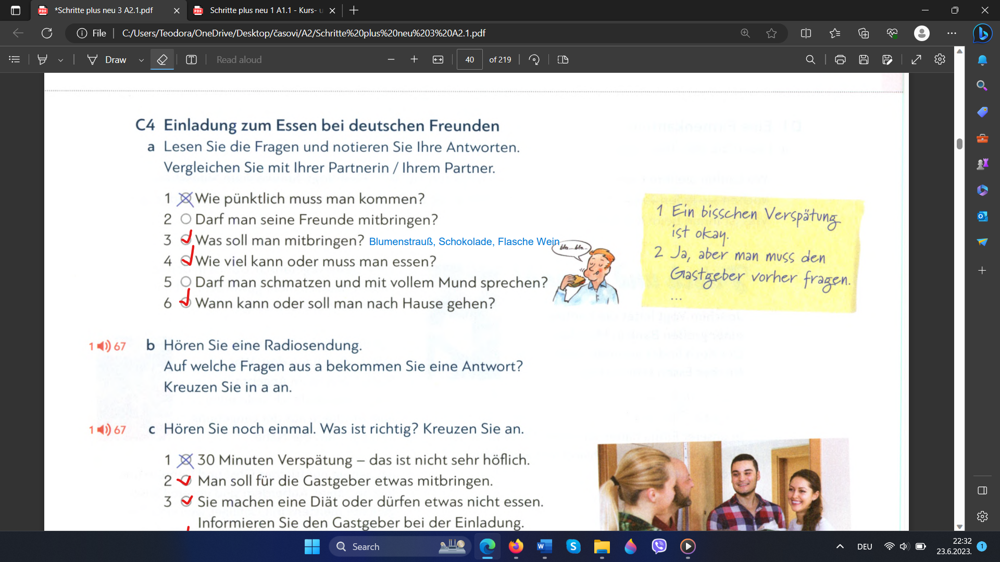 *Schritte plus neu 3 A2.1.pdf
Schritte plus neu 1 A1.1 - Kurs- u
File
C:/Users/Teodora/OneDrive/Desktop/časovi/A2/Schritte%20plus%20neu%203%20A2.1.pdf
Draw
Read aloud
40 of 219
C4 Einladung zum Essen bei deutschen Freunden
a Lesen Sie die Fragen und notieren Sie Ihre Antworten.
Vergleichen Sie mit Ihrer Partnerin / Ihrem Partner.
1 Wie pünktlich muss man kommen?
2 Darf man seine Freunde mitbringen?
3 Was soll man mitbringen? Blumenstrauß, Schokolade, Flasche Wein
4 Wie viel kann oder muss man essen?
5 Darf man schmatzen und mit vollem Mund sprechen?
6 Wann kann oder soll man nach Hause gehen?
bla....bla..
1 Ein bisschen Verspätung
ist okay.
2 Ja, aber man muss den
Gastgeber vorher fragen.
...
1 67 b Hören Sie eine Radiosendung.
Auf welche Fragen aus a bekommen Sie eine Antwort?
Kreuzen Sie in a an.
1 67 c Hören Sie noch einmal. Was ist richtig? Kreuzen Sie an.
1 30 Minuten Verspätung – das ist nicht sehr höflich.
2 Man soll für die Gastgeber etwas mitbringen.
3 Sie machen eine Diät oder dürfen etwas nicht essen.
Informieren Sie den Gastgeber bei der Einladung.
Search
DEU
22:32
23.6.2023.
1